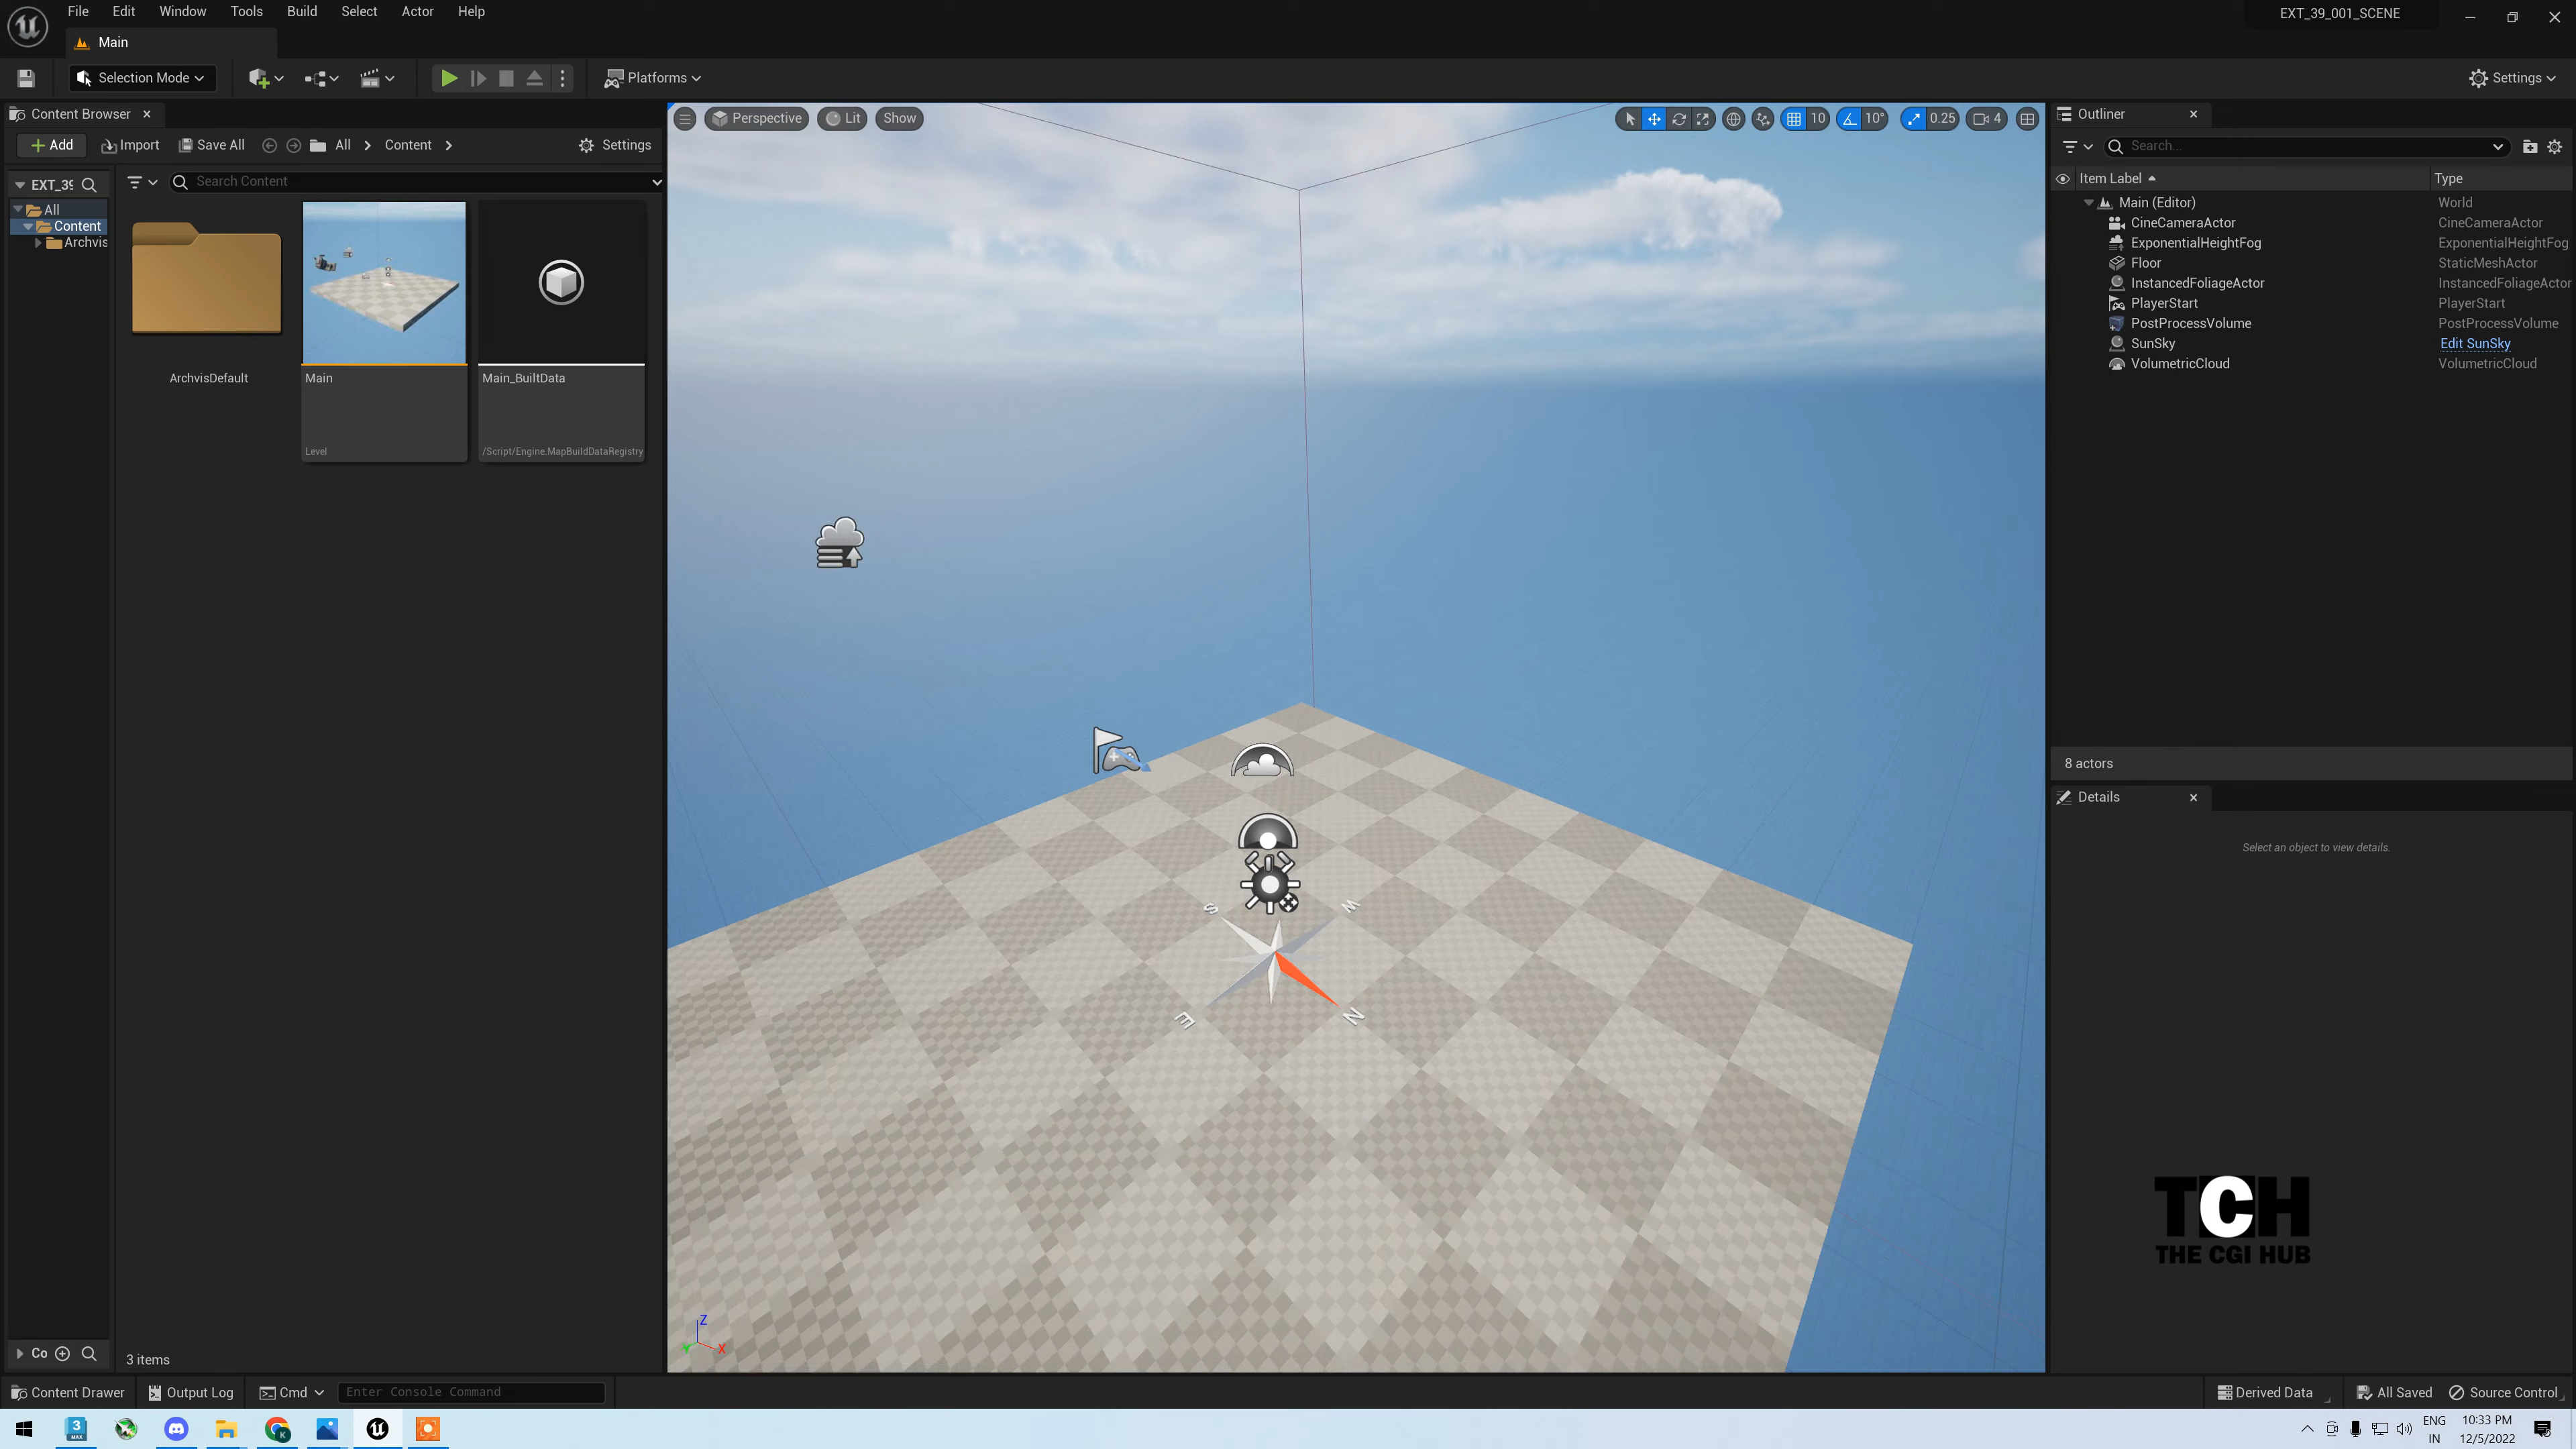 File Edit Window Tools Build Select Actor Help
EXT_39_001_SCENE
Main
Selection Mode
Platforms
Settings
Content Browser
Add Import Save All All Content Settings
EXT_39
Search Content
All
Content
Archvis
ArchvisDefault
Main
Level
Main_BuiltData
/Script/Engine.MapBuildDataRegistry
Co
3 items
Perspective Lit Show
10 10° 0.25 4
S W
E N
Z
Y X
Outliner
Search...
Item Label Type
Main (Editor) World
CineCameraActor CineCameraActor
ExponentialHeightFog ExponentialHeightFog
Floor StaticMeshActor
InstancedFoliageActor InstancedFoliageActor
PlayerStart PlayerStart
PostProcessVolume PostProcessVolume
SunSky Edit SunSky
VolumetricCloud VolumetricCloud
8 actors
Details
Select an object to view details.
TCH
THE CGI HUB
Content Drawer Output Log Cmd Enter Console Command
Derived Data All Saved Source Control
3
MAX
K
ENG
IN
10:33 PM
12/5/2022